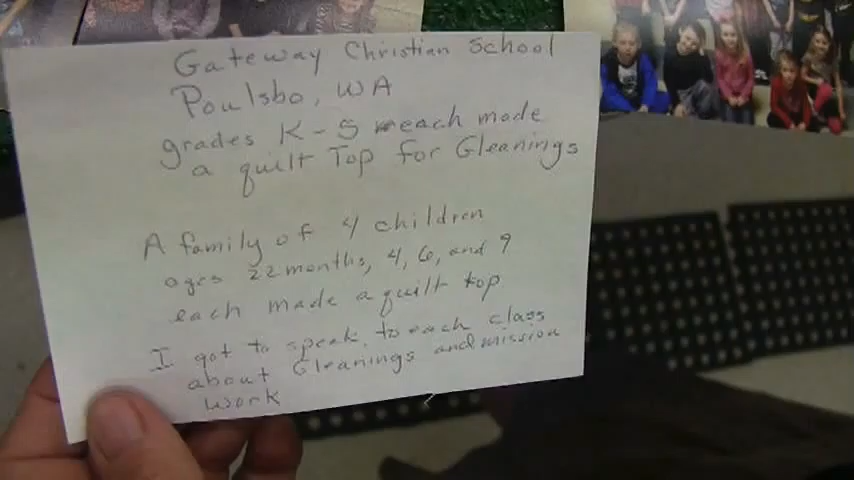 Gateway Christian School
Poulsbo, WA
grades K-5 each made
a quilt Top for Gleanings
A family of 4 children
ages 22 months, 4, 6, and 9
each made a quilt top
I got to speak to each class
about Gleanings and mission
work